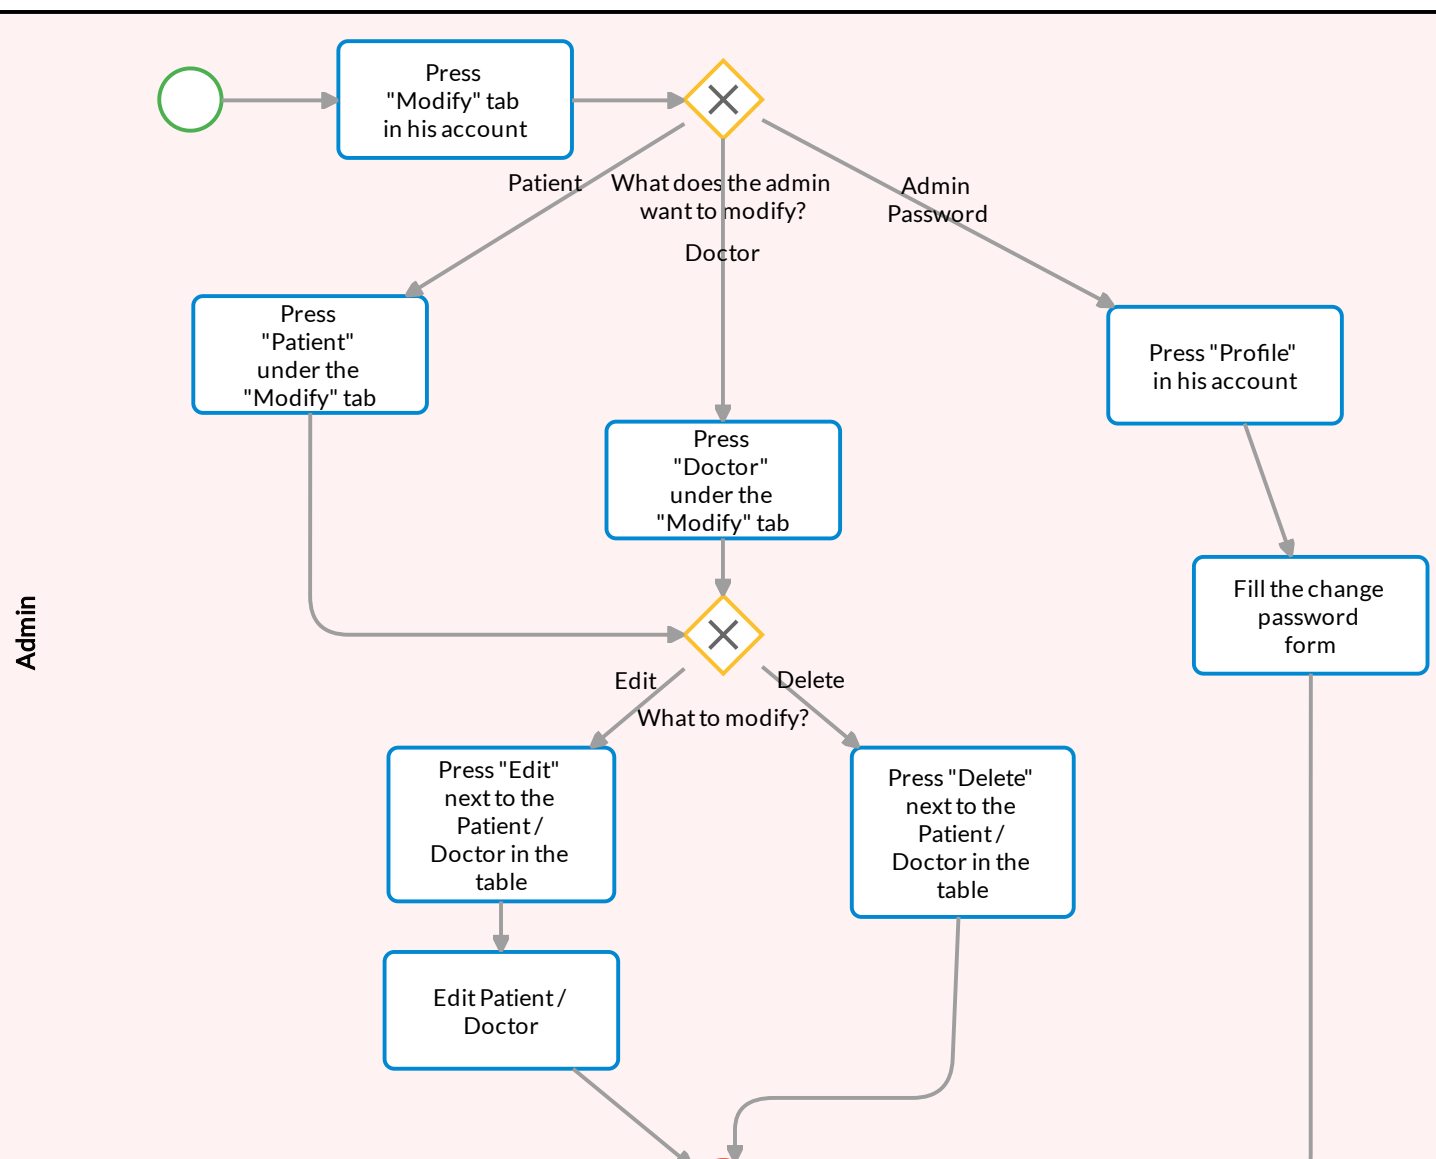 Press
"Modify" tab
in his account
Patient
What does the admin
want to modify?
Doctor
Admin
Password
Press
"Patient"
under the
"Modify" tab
Press "Profile"
in his account
Press
"Doctor"
under the
"Modify" tab
Admin
Fill the change
password
form
Edit
Delete
What to modify?
Press "Edit"
next to the
Patient /
Doctor in the
table
Press "Delete"
next to the
Patient /
Doctor in the
table
Edit Patient /
Doctor